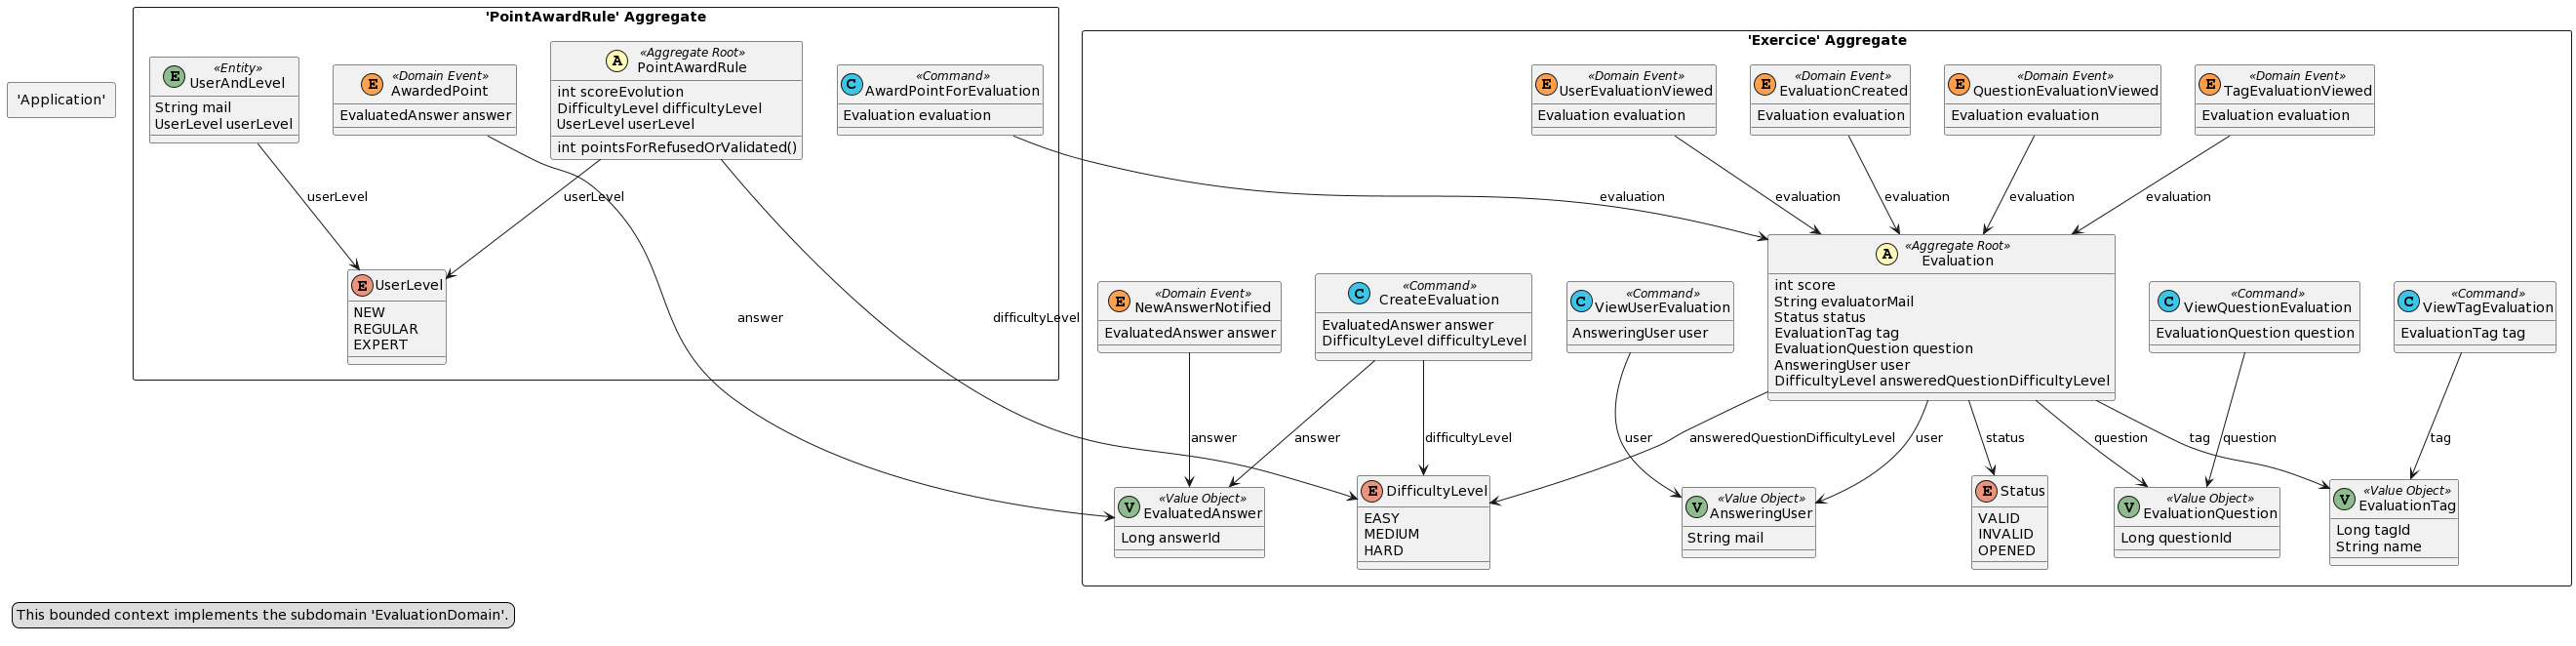 'Application'
'PointAwardRule' Aggregate
E
«Entity»
UserAndLevel
String mail
UserLevel userLevel
E
«Domain Event»
AwardedPoint
EvaluatedAnswer answer
A
«Aggregate Root»
PointAwardRule
int scoreEvolution
DifficultyLevel difficultyLevel
UserLevel userLevel
int pointsForRefusedOrValidated()
C
«Command»
AwardPointForEvaluation
Evaluation evaluation
userLevel
userLevel
E UserLevel
NEW
REGULAR
EXPERT
answer
difficultyLevel
evaluation
'Exercice' Aggregate
E
«Domain Event»
UserEvaluationViewed
Evaluation evaluation
E
«Domain Event»
EvaluationCreated
Evaluation evaluation
E
«Domain Event»
QuestionEvaluationViewed
Evaluation evaluation
E
«Domain Event»
TagEvaluationViewed
Evaluation evaluation
evaluation
evaluation
evaluation
evaluation
E
«Domain Event»
NewAnswerNotified
EvaluatedAnswer answer
C
«Command»
CreateEvaluation
EvaluatedAnswer answer
DifficultyLevel difficultyLevel
C
«Command»
ViewUserEvaluation
AnsweringUser user
A
«Aggregate Root»
Evaluation
int score
String evaluatorMail
Status status
EvaluationTag tag
EvaluationQuestion question
AnsweringUser user
DifficultyLevel answeredQuestionDifficultyLevel
C
«Command»
ViewQuestionEvaluation
EvaluationQuestion question
C
«Command»
ViewTagEvaluation
EvaluationTag tag
answer
answer
difficultyLevel
user
answeredQuestionDifficultyLevel
user
status
question
question
tag
tag
V
«Value Object»
EvaluatedAnswer
Long answerId
E DifficultyLevel
EASY
MEDIUM
HARD
V
«Value Object»
AnsweringUser
String mail
E Status
VALID
INVALID
OPENED
V
«Value Object»
EvaluationQuestion
Long questionId
V
«Value Object»
EvaluationTag
Long tagId
String name
This bounded context implements the subdomain 'EvaluationDomain'.